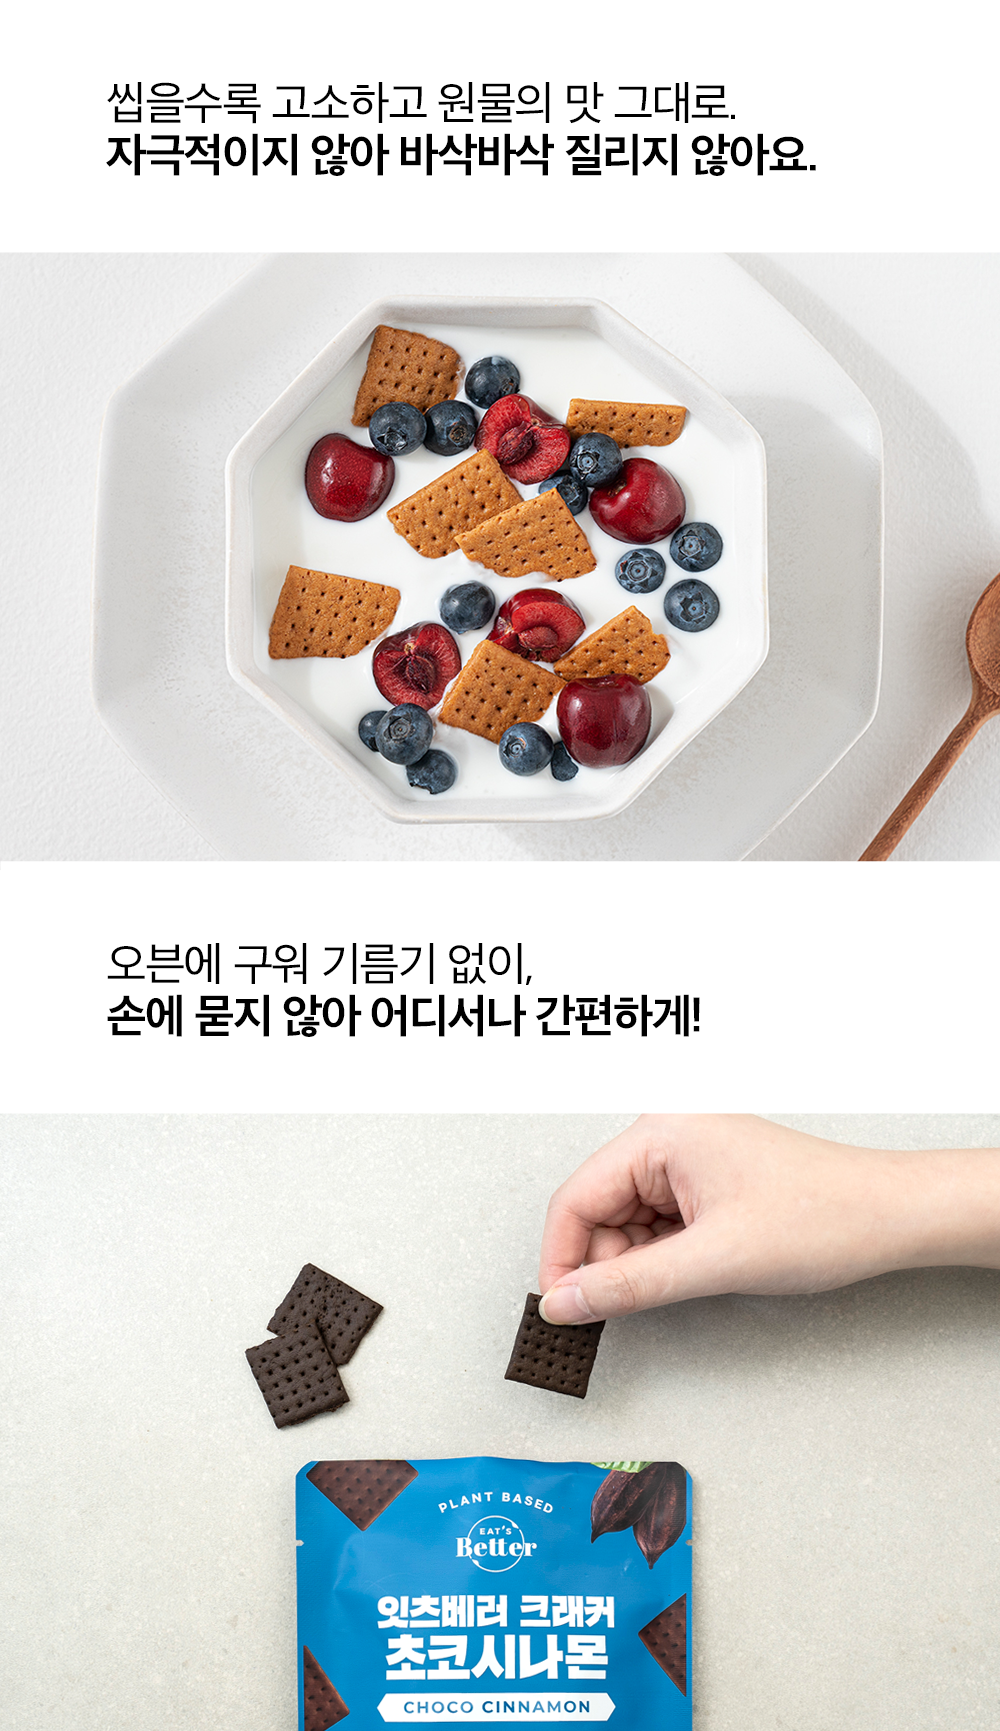 씹을수록 고소하고 원물의 맛 그대로.
자극적이지 않아 바삭바삭 질리지 않아요.
오븐에 구워 기름기 없이,
손에 묻지 않아 어디서나 간편하게!
PLANT BASED
EAT'S
Better
잇츠베러 크래커
초코시나몬
CHOCO CINNAMON